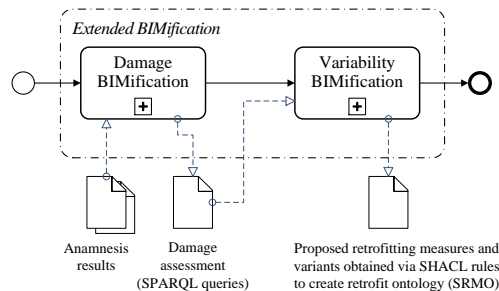 Extended BIMification
Damage
BIMification
Variability
BIMification
Anamnesis
results
Damage
assessment
(SPARQL queries)
Proposed retrofitting measures and
variants obtained via SHACL rules
to create retrofit ontology (SRMO)